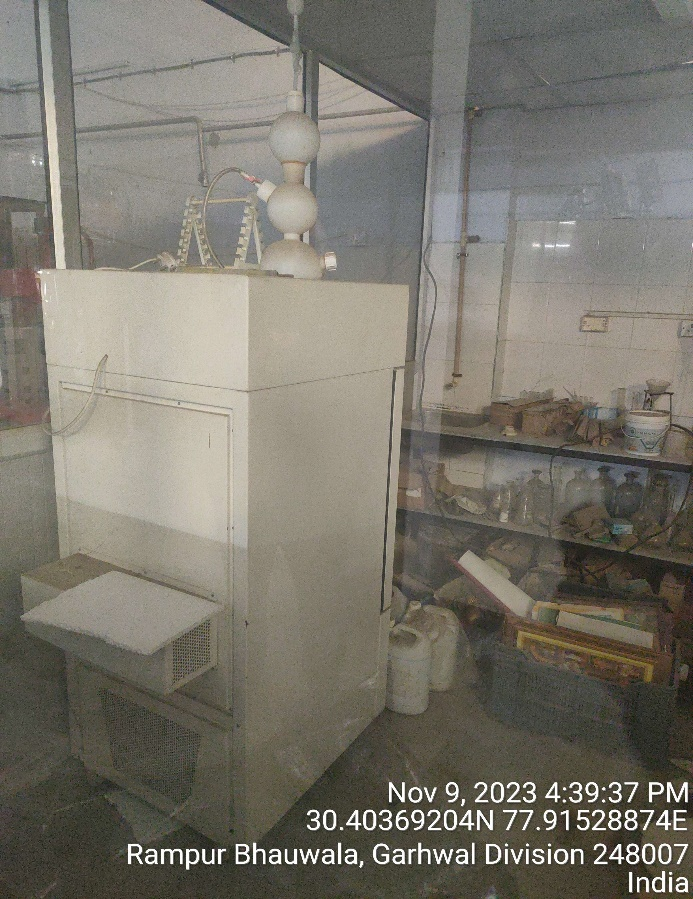 Nov 9, 2023 4:39:37 PM
30.40369204N 77.91528874E
Rampur Bhauwala, Garhwal Division 248007
India